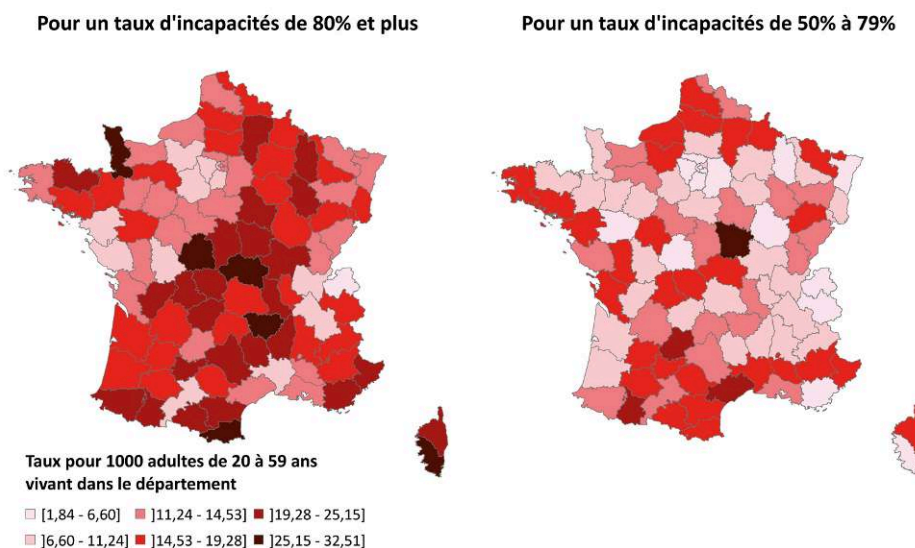 Pour un taux d'incapacités de 80% et plus
Pour un taux d'incapacités de 50% à 79%
Taux pour 1000 adultes de 20 à 59 ans
vivant dans le département
[1,84 - 6,60] ]11,24 - 14,53] ]19,28 - 25,15]
]6,60 - 11,24] ]14,53 - 19,28] ]25,15 - 32,51]